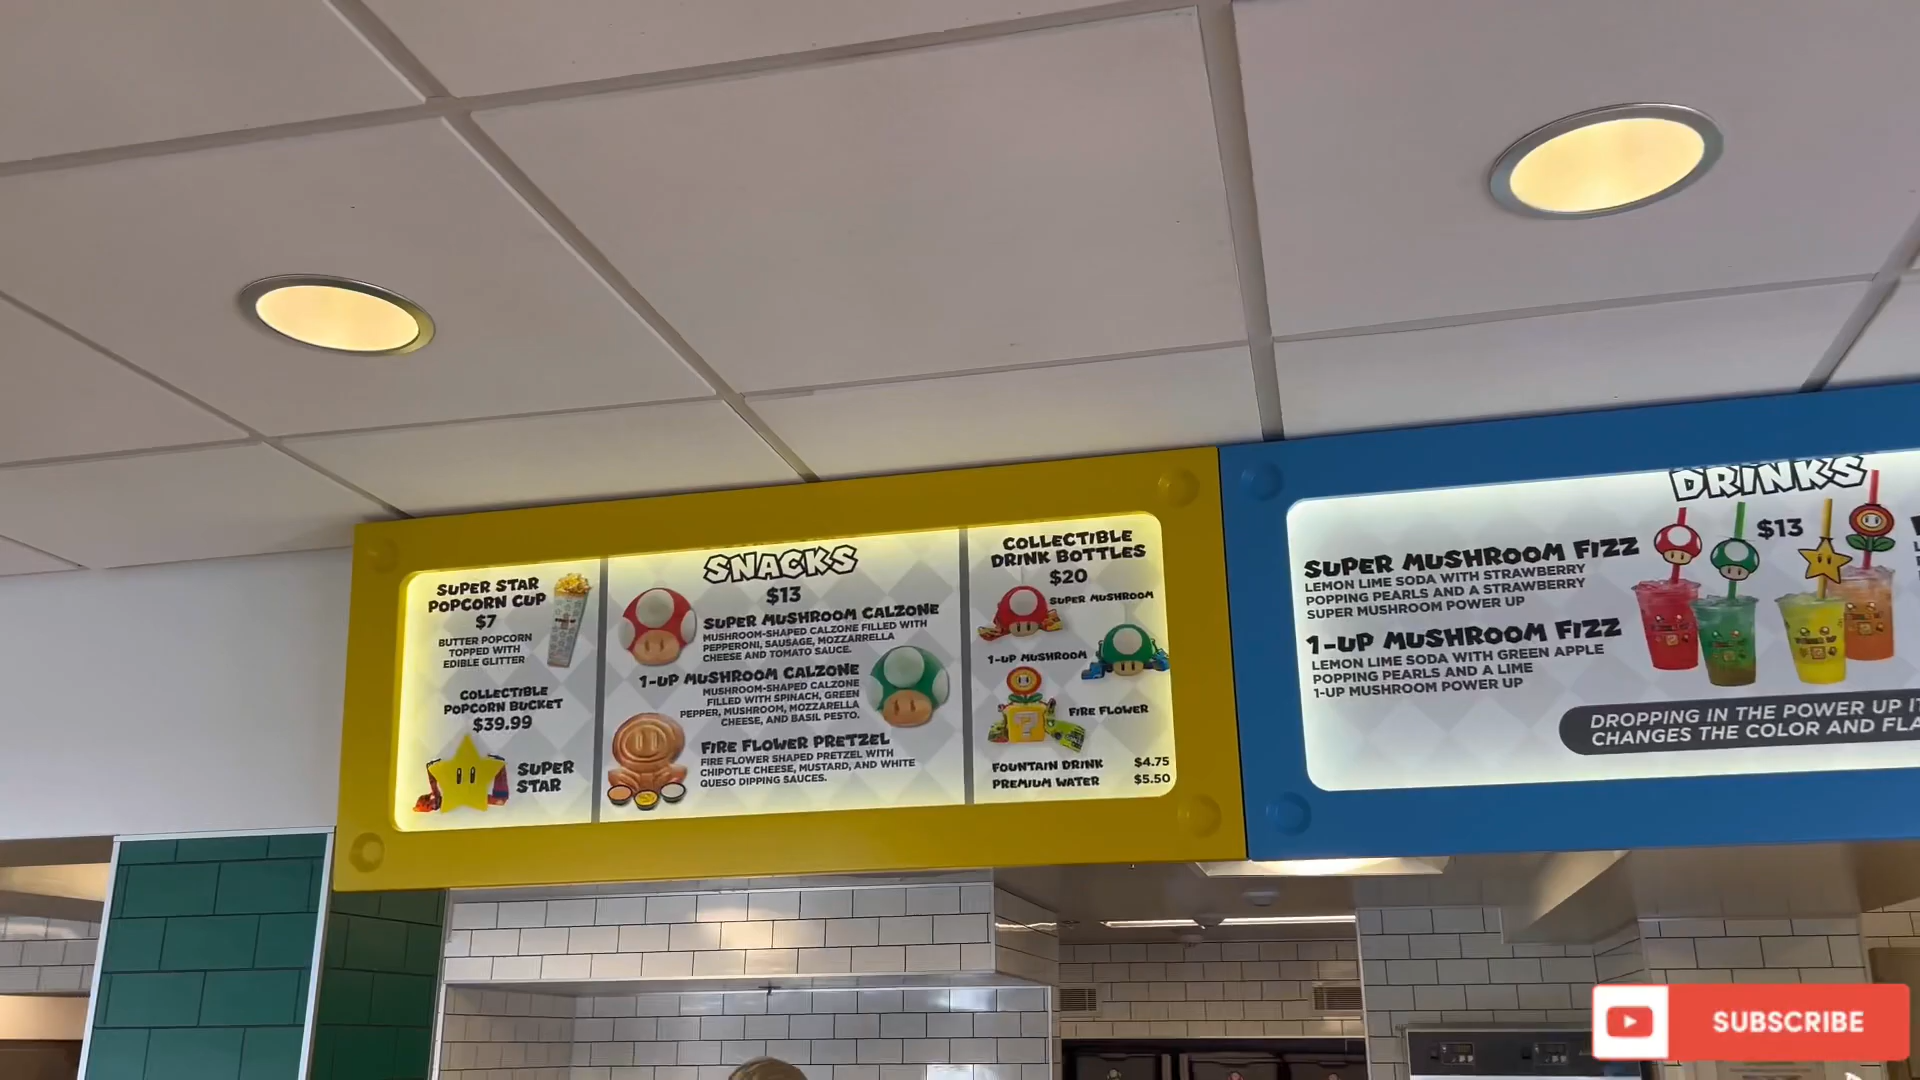 SUPER STAR
POPCORN CUP
$7
BUTTER POPCORN
TOPPED WITH
EDIBLE GLITTER
COLLECTIBLE
POPCORN BUCKET
$39.99
SUPER
STAR
SNACKS
$13
SUPER MUSHROOM CALZONE
MUSHROOM-SHAPED CALZONE FILLED WITH
PEPPERONI, SAUSAGE, MOZZARRELLA
CHEESE AND TOMATO SAUCE.
1-UP MUSHROOM CALZONE
MUSHROOM-SHAPED CALZONE
FILLED WITH SPINACH, GREEN
PEPPER, MUSHROOM, MOZZARELLA
CHEESE, AND BASIL PESTO.
FIRE FLOWER PRETZEL
FIRE FLOWER SHAPED PRETZEL WITH
CHIPOTLE CHEESE, MUSTARD, AND WHITE
QUESO DIPPING SAUCES.
COLLECTIBLE
DRINK BOTTLES
$20
SUPER MUSHROOM
1-UP MUSHROOM
FIRE FLOWER
FOUNTAIN DRINK $4.75
PREMIUM WATER $5.50
DRINKS
$13
SUPER MUSHROOM FIZZ
LEMON LIME SODA WITH STRAWBERRY
POPPING PEARLS AND A STRAWBERRY
SUPER MUSHROOM POWER UP
1-UP MUSHROOM FIZZ
LEMON LIME SODA WITH GREEN APPLE
POPPING PEARLS AND A LIME
1-UP MUSHROOM POWER UP
DROPPING IN THE POWER UP
CHANGES THE COLOR AND
SUBSCRIBE